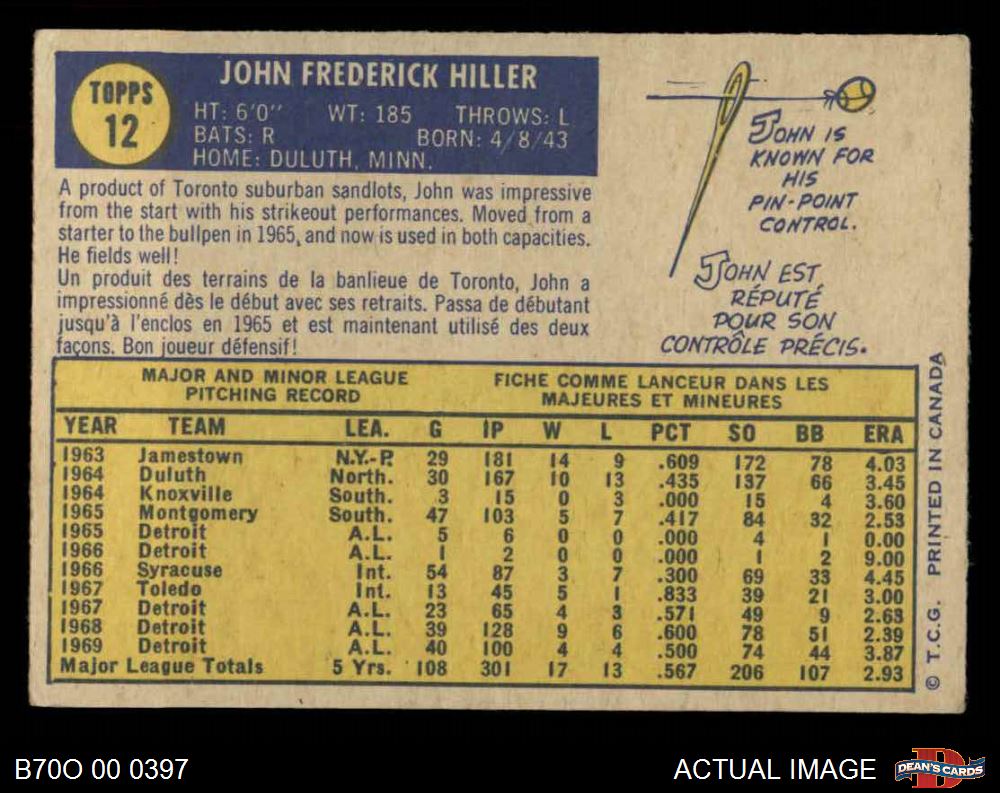 TOPPS
12
JOHN FREDERICK HILLER
HT: 6'0" WT: 185 THROWS: L
BATS: R BORN: 4/8/43
HOME: DULUTH, MINN.
A product of Toronto suburban sandlots, John was impressive
from the start with his strikeout performances. Moved from a
starter to the bullpen in 1965, and now is used in both capacities.
He fields well!
Un produit des terrains de la banlieue de Toronto, John a
impressionné dès le début avec ses retraits. Passa de débutant
jusqu'à l'enclos en 1965 et est maintenant utilisé des deux
façons. Bon joueur défensif!
JOHN IS
KNOWN FOR
HIS
PIN-POINT
CONTROL.
JOHN EST
RÉPUTÉ
POUR SON
CONTRÔLE PRÉCIS.
MAJOR AND MINOR LEAGUE
PITCHING RECORD
FICHE COMME LANCEUR DANS LES
MAJEURES ET MINEURES
YEAR TEAM LEA. G IP W L PCT SO BB ERA
1963 Jamestown N.Y.-P. 29 181 14 9 .609 172 78 4.03
1964 Duluth North. 30 167 10 13 .435 137 66 3.45
1964 Knoxville South. 3 15 0 3 .000 15 4 3.60
1965 Montgomery South. 47 103 5 7 .417 84 32 2.53
1965 Detroit A.L. 5 6 0 0 .000 4 1 0.00
1966 Detroit A.L. 1 2 0 0 .000 1 2 9.00
1966 Syracuse Int. 54 87 3 7 .300 69 33 4.45
1967 Toledo Int. 13 45 5 1 .833 39 21 3.00
1967 Detroit A.L. 23 65 4 3 .571 49 9 2.63
1968 Detroit A.L. 39 128 9 6 .600 78 51 2.39
1969 Detroit A.L. 40 100 4 4 .500 74 44 3.87
Major League Totals 5 Yrs. 108 301 17 13 .567 206 107 2.93
© T.C.G. PRINTED IN CANADA
B70O 00 0397
ACTUAL IMAGE
DEAN'S CARDS